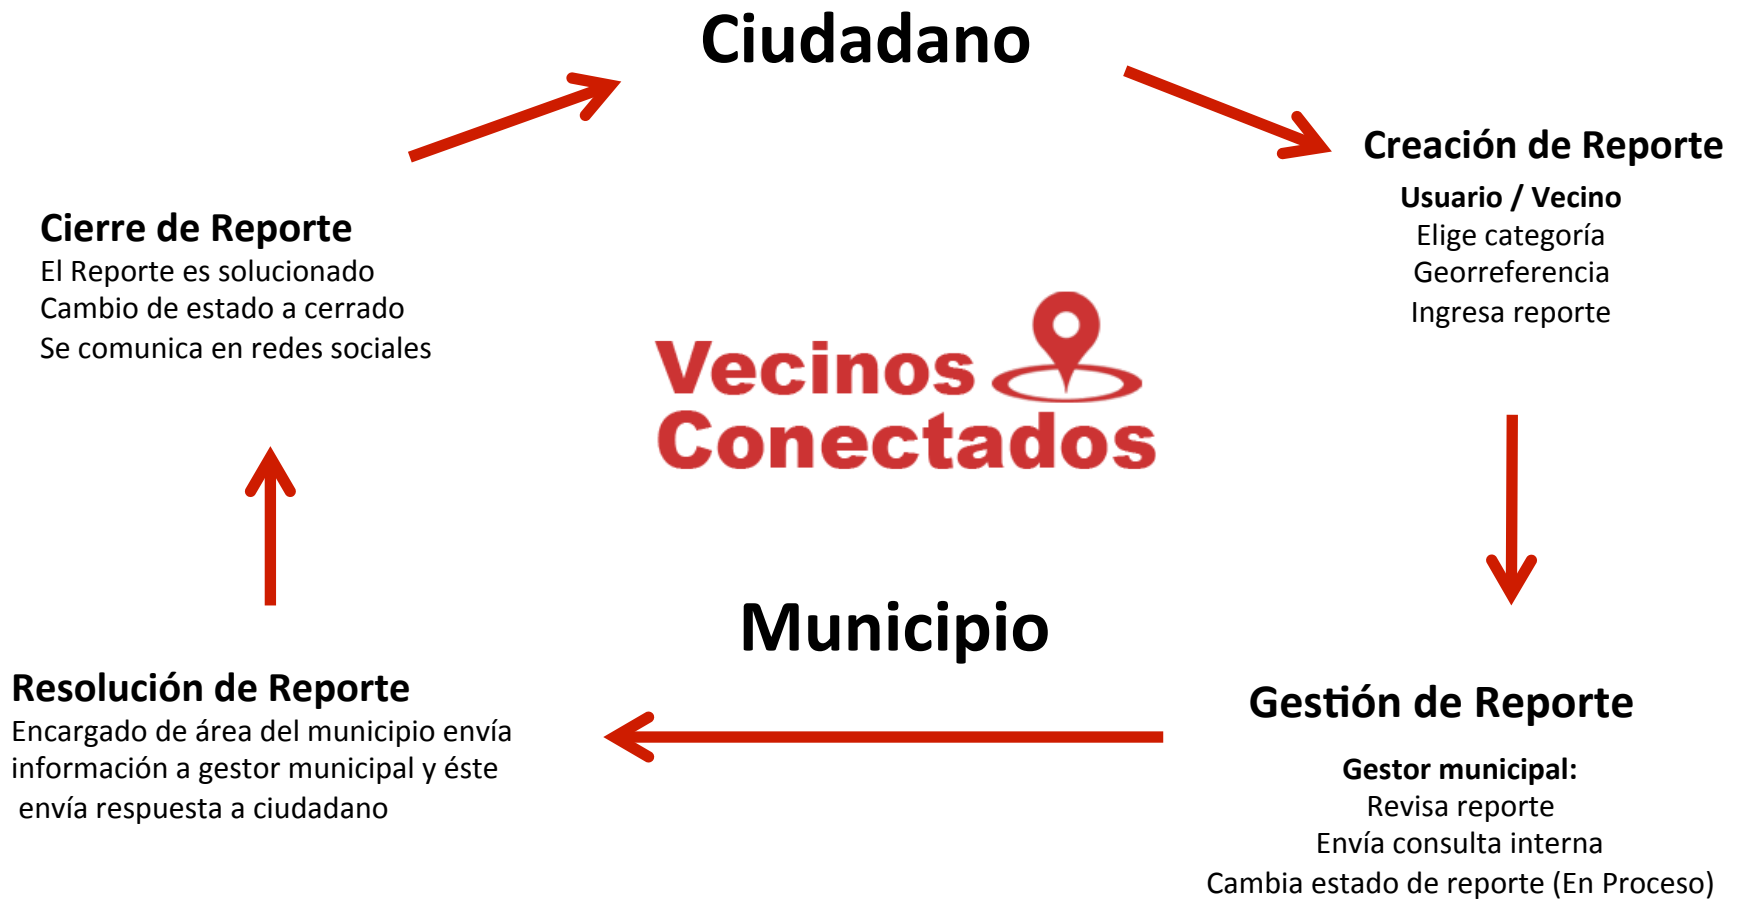 Ciudadano
Creación de Reporte
Usuario / Vecino
Elige categoría
Georreferencia
Ingresa reporte
Cierre de Reporte
El Reporte es solucionado
Cambio de estado a cerrado
Se comunica en redes sociales
Vecinos
Conectados
Municipio
Gestión de Reporte
Gestor municipal:
Revisa reporte
Envía consulta interna
Cambia estado de reporte (En Proceso)
Resolución de Reporte
Encargado de área del municipio envía
información a gestor municipal y éste
envía respuesta a ciudadano